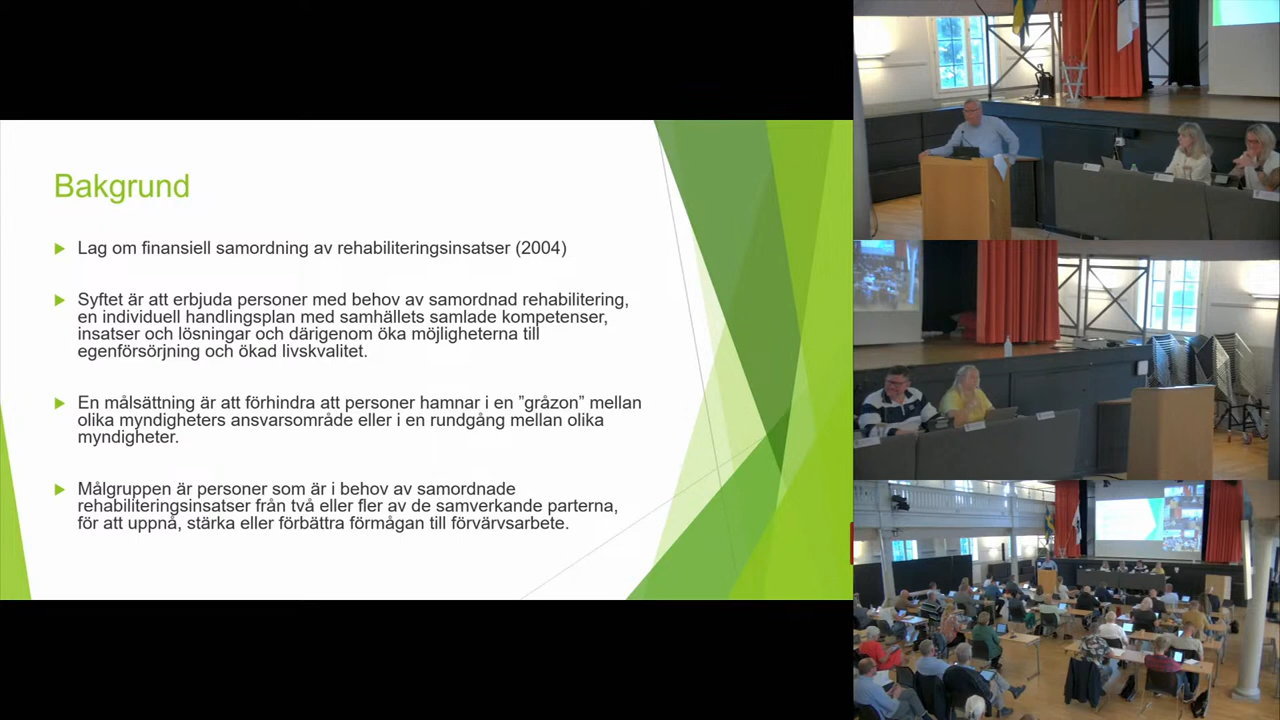 Bakgrund
Lag om finansiell samordning av rehabiliteringsinsatser (2004)
Syftet är att erbjuda personer med behov av samordnad rehabilitering,
en individuell handlingsplan med samhällets samlade kompetenser,
insatser och lösningar och därigenom öka möjligheterna till
egenförsörjning och ökad livskvalitet.
En målsättning är att förhindra att personer hamnar i en ”gråzon” mellan
olika myndigheters ansvarsområde eller i en rundgång mellan olika
myndigheter.
Målgruppen är personer som är i behov av samordnade
rehabiliteringsinsatser från två eller fler av de samverkande parterna,
för att uppnå, stärka eller förbättra förmågan till förvärvsarbete.